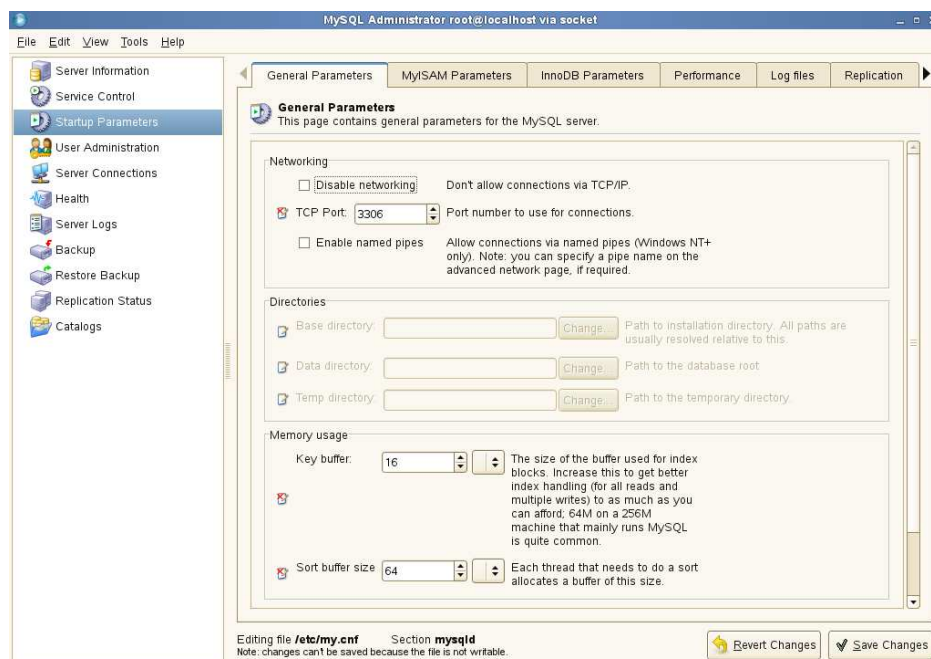 MySQL Administrator root@localhost via socket
File Edit View Tools Help
Server Information
Service Control
Startup Parameters
User Administration
Server Connections
Health
Server Logs
Backup
Restore Backup
Replication Status
Catalogs
General Parameters MyISAM Parameters InnoDB Parameters Performance Log files Replication
General Parameters
This page contains general parameters for the MySQL server.
Networking
Disable networking Don't allow connections via TCP/IP.
TCP Port: 3306 Port number to use for connections.
Enable named pipes Allow connections via named pipes (Windows NT+
only). Note: you can specify a pipe name on the
advanced network page, if required.
Directories
Base directory: Change... Path to installation directory. All paths are
usually resolved relative to this.
Data directory: Change... Path to the database root
Temp directory: Change... Path to the temporary directory.
Memory usage
Key buffer: 16 The size of the buffer used for index
blocks. Increase this to get better
index handling (for all reads and
multiple writes) to as much as you
can afford; 64M on a 256M
machine that mainly runs MySQL
is quite common.
Sort buffer size 64 Each thread that needs to do a sort
allocates a buffer of this size.
Editing file /etc/my.cnf Section mysqld
Note: changes can't be saved because the file is not writable.
Revert Changes Save Changes